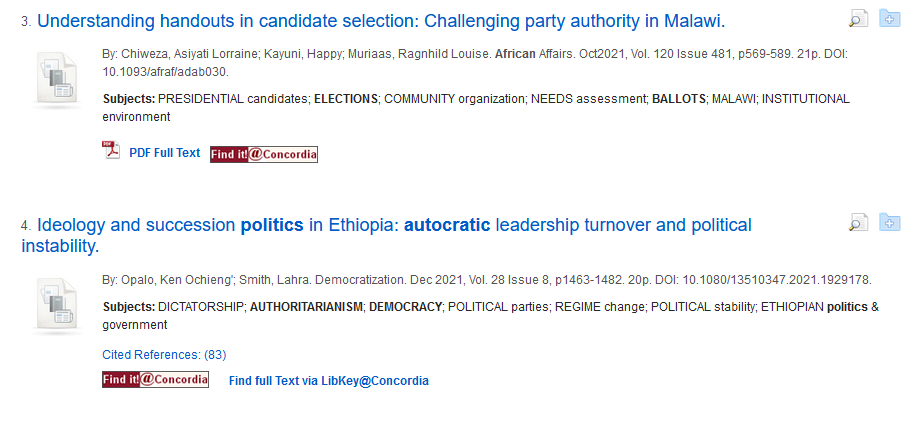 3. Understanding handouts in candidate selection: Challenging party authority in Malawi.
By: Chiweza, Asiyati Lorraine; Kayuni, Happy; Muriaas, Ragnhild Louise. African Affairs. Oct2021, Vol. 120 Issue 481, p569-589. 21p. DOI:
10.1093/afraf/adab030.
Subjects: PRESIDENTIAL candidates; ELECTIONS; COMMUNITY organization; NEEDS assessment; BALLOTS; MALAWI; INSTITUTIONAL
environment
PDF PDF Full Text Find it!@Concordia
4. Ideology and succession politics in Ethiopia: autocratic leadership turnover and political
instability.
By: Opalo, Ken Ochieng'; Smith, Lahra. Democratization. Dec 2021, Vol. 28 Issue 8, p1463-1482. 20p. DOI: 10.1080/13510347.2021.1929178.
Subjects: DICTATORSHIP; AUTHORITARIANISM; DEMOCRACY; POLITICAL parties; REGIME change; POLITICAL stability; ETHIOPIAN politics &
government
Cited References: (83)
Find it!@Concordia Find full Text via LibKey@Concordia